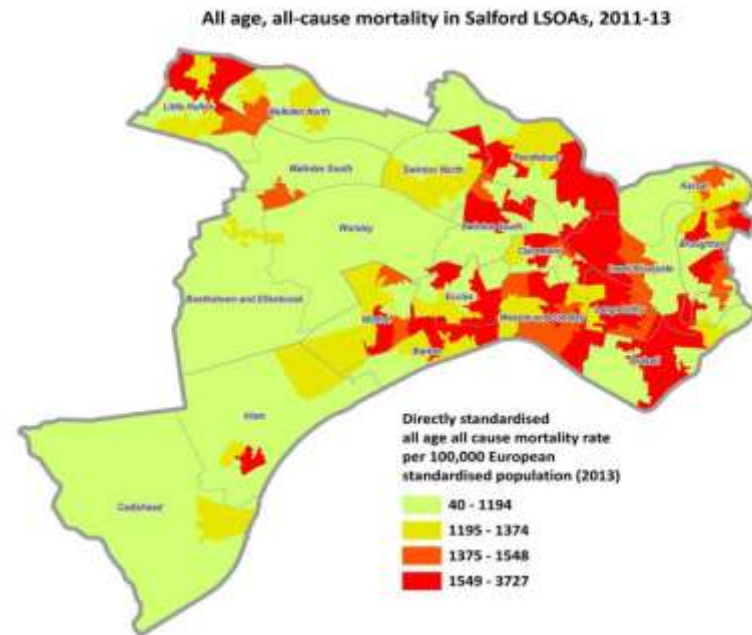 All age, all-cause mortality in Salford LSOAs, 2011-13
Little Hulton
Walkden North
Pendlebury
Swinton North
Walkden South
Kersal
Swinton South
Broughton
Worsley
Claremont
Irwell Riverside
Eccles
Boothstown and Ellenbrook
Winton
Weaste and Seedley
Langworthy
Barton
Ordsall
Irlam
Cadishead
Directly standardised
all age all cause mortality rate
per 100,000 European
standardised population (2013)
40 - 1194
1195 - 1374
1375 - 1548
1549 - 3727